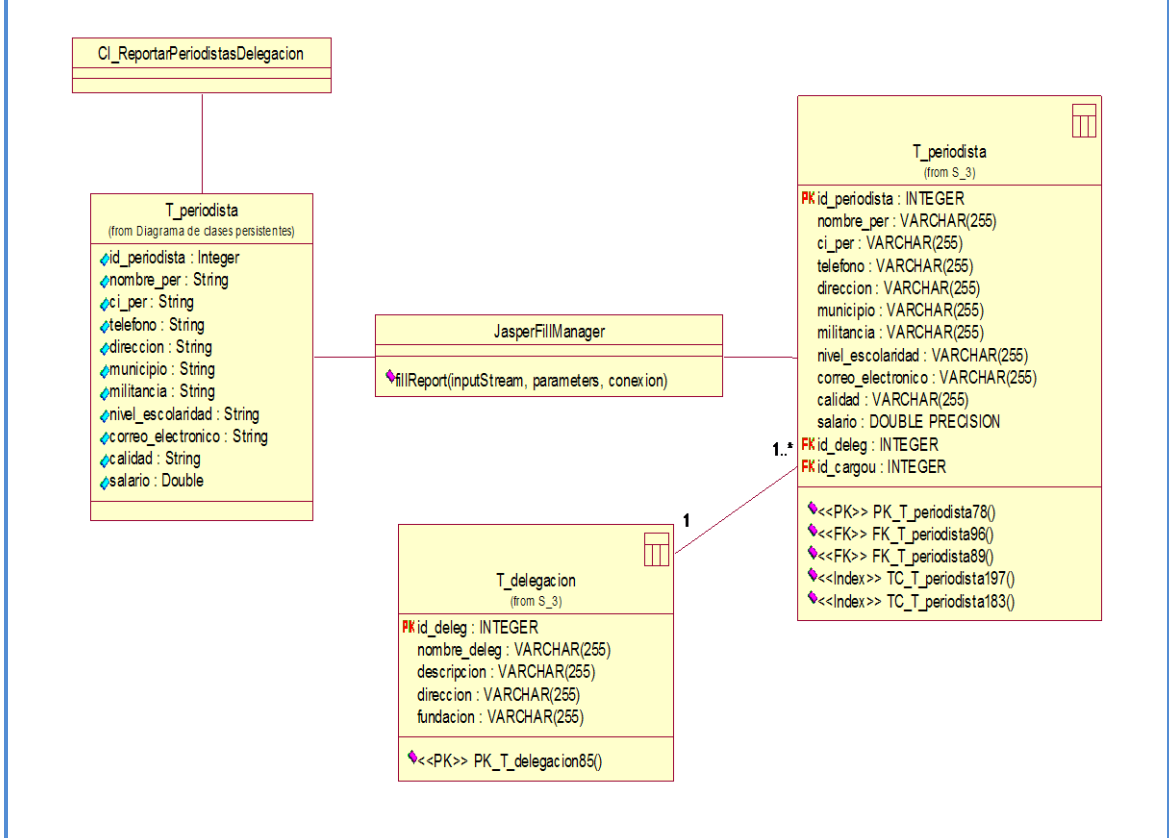 CI_ReportarPeriodistasDelegacion
T_periodista
(from Diagrama de clases persistentes)
id_periodista : Integer
nombre_per : String
ci_per : String
telefono : String
direccion : String
municipio : String
militancia : String
nivel_escolaridad : String
correo_electronico : String
calidad : String
salario : Double
JasperFillManager
fillReport(inputStream, parameters, conexion)
T_periodista
(from S_3)
PK id_periodista : INTEGER
nombre_per : VARCHAR(255)
ci_per : VARCHAR(255)
telefono : VARCHAR(255)
direccion : VARCHAR(255)
municipio : VARCHAR(255)
militancia : VARCHAR(255)
nivel_escolaridad : VARCHAR(255)
correo_electronico : VARCHAR(255)
calidad : VARCHAR(255)
salario : DOUBLE PRECISION
FK id_deleg : INTEGER
FK id_cargou : INTEGER
<<PK>> PK_T_periodista78()
<<FK>> FK_T_periodista96()
<<FK>> FK_T_periodista89()
<<Index>> TC_T_periodista197()
<<Index>> TC_T_periodista183()
1..*
1
T_delegacion
(from S_3)
PK id_deleg : INTEGER
nombre_deleg : VARCHAR(255)
descripcion : VARCHAR(255)
direccion : VARCHAR(255)
fundacion : VARCHAR(255)
<<PK>> PK_T_delegacion85()